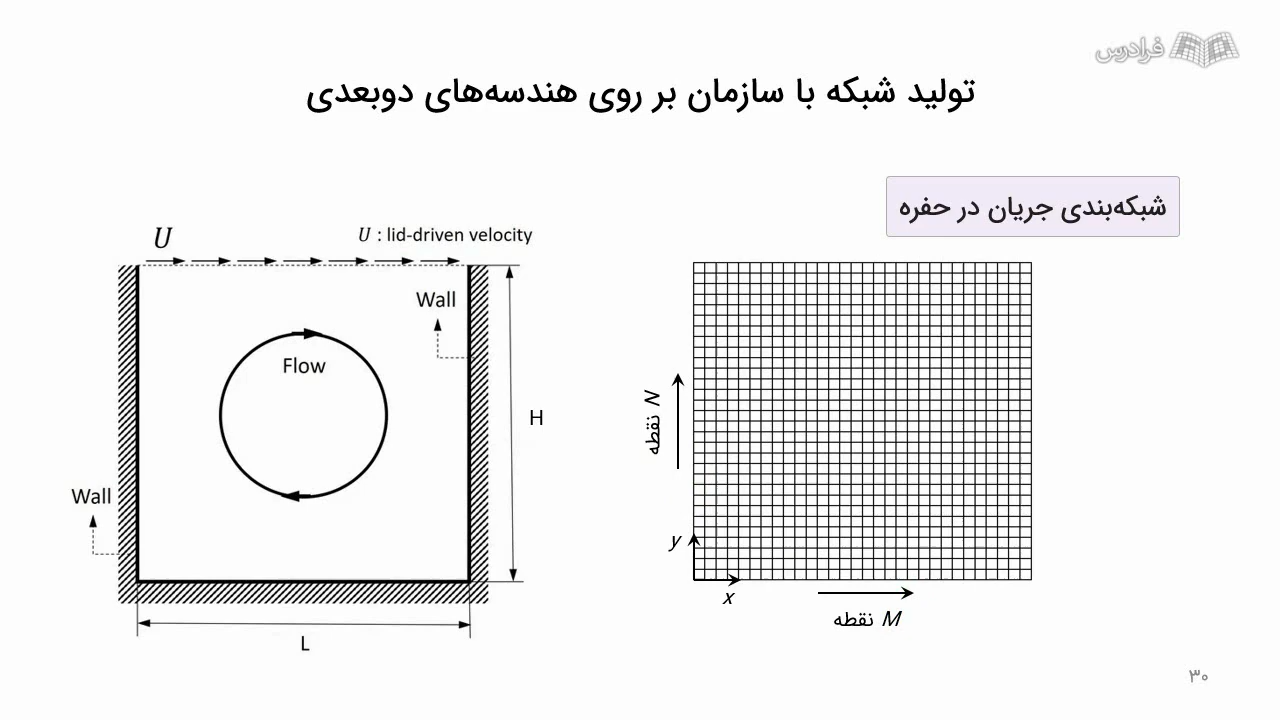 فرادرس
تولید شبکه با سازمان بر روی هندسه‌های دوبعدی
شبکه‌بندی جریان در حفره
U
U : lid-driven velocity
Wall
Flow
H
Wall
L
N نقطه
y
x
M نقطه
۳۰